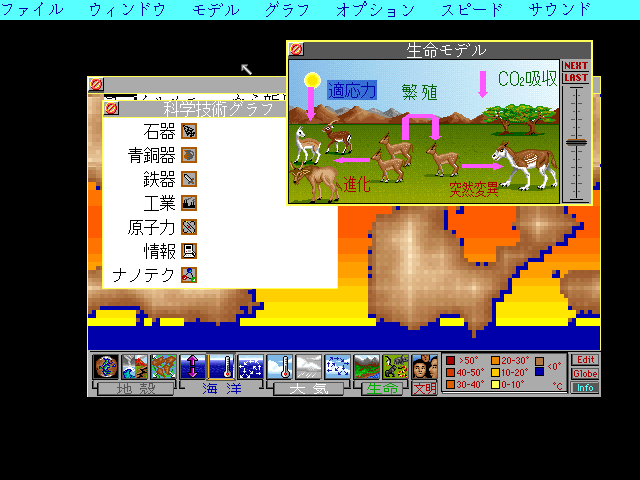 ファイル ウィンドウ モデル グラフ オプション スピード サウンド
生命モデル
NEXT
LAST
適応力 繁殖 CO₂吸収
進化 突然変異
科学技術グラフ
石器
青銅器
鉄器
工業
原子力
情報
ナノテク
地殻 海洋 大気 生命 文明
>50° 20-30° <0°
40-50° 10-20°
30-40° 0-10° °C
Edit
Globe
Info